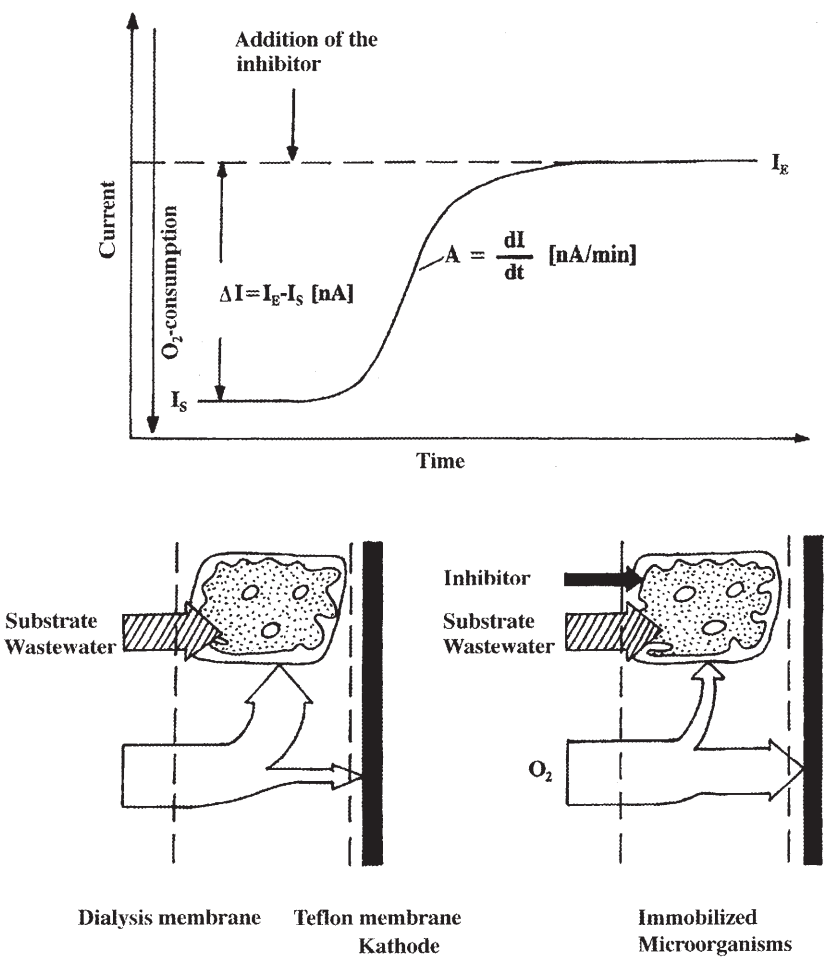 Addition of the
inhibitor
I_E
Current
O₂-consumption
A = dI/dt [nA/min]
ΔI=I_E-I_S [nA]
I_S
Time
Substrate
Wastewater
Inhibitor
Substrate
Wastewater
O₂
Dialysis membrane
Teflon membrane
Kathode
Immobilized
Microorganisms